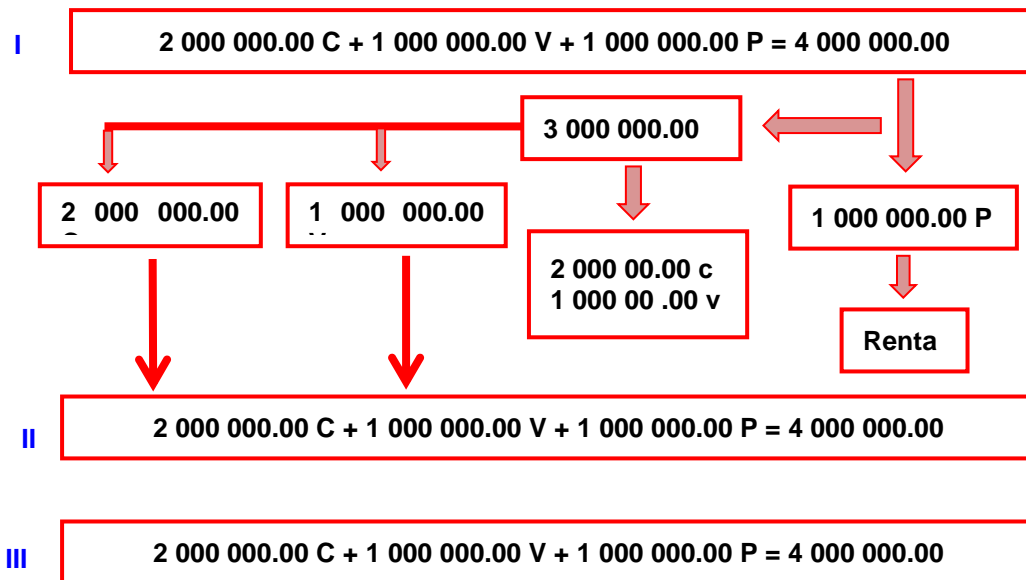 I
2 000 000.00 C + 1 000 000.00 V + 1 000 000.00 P = 4 000 000.00
3 000 000.00
2 000 000.00
1 000 000.00
1 000 000.00 P
2 000 00.00 c
1 000 00 .00 v
Renta
II
2 000 000.00 C + 1 000 000.00 V + 1 000 000.00 P = 4 000 000.00
III
2 000 000.00 C + 1 000 000.00 V + 1 000 000.00 P = 4 000 000.00